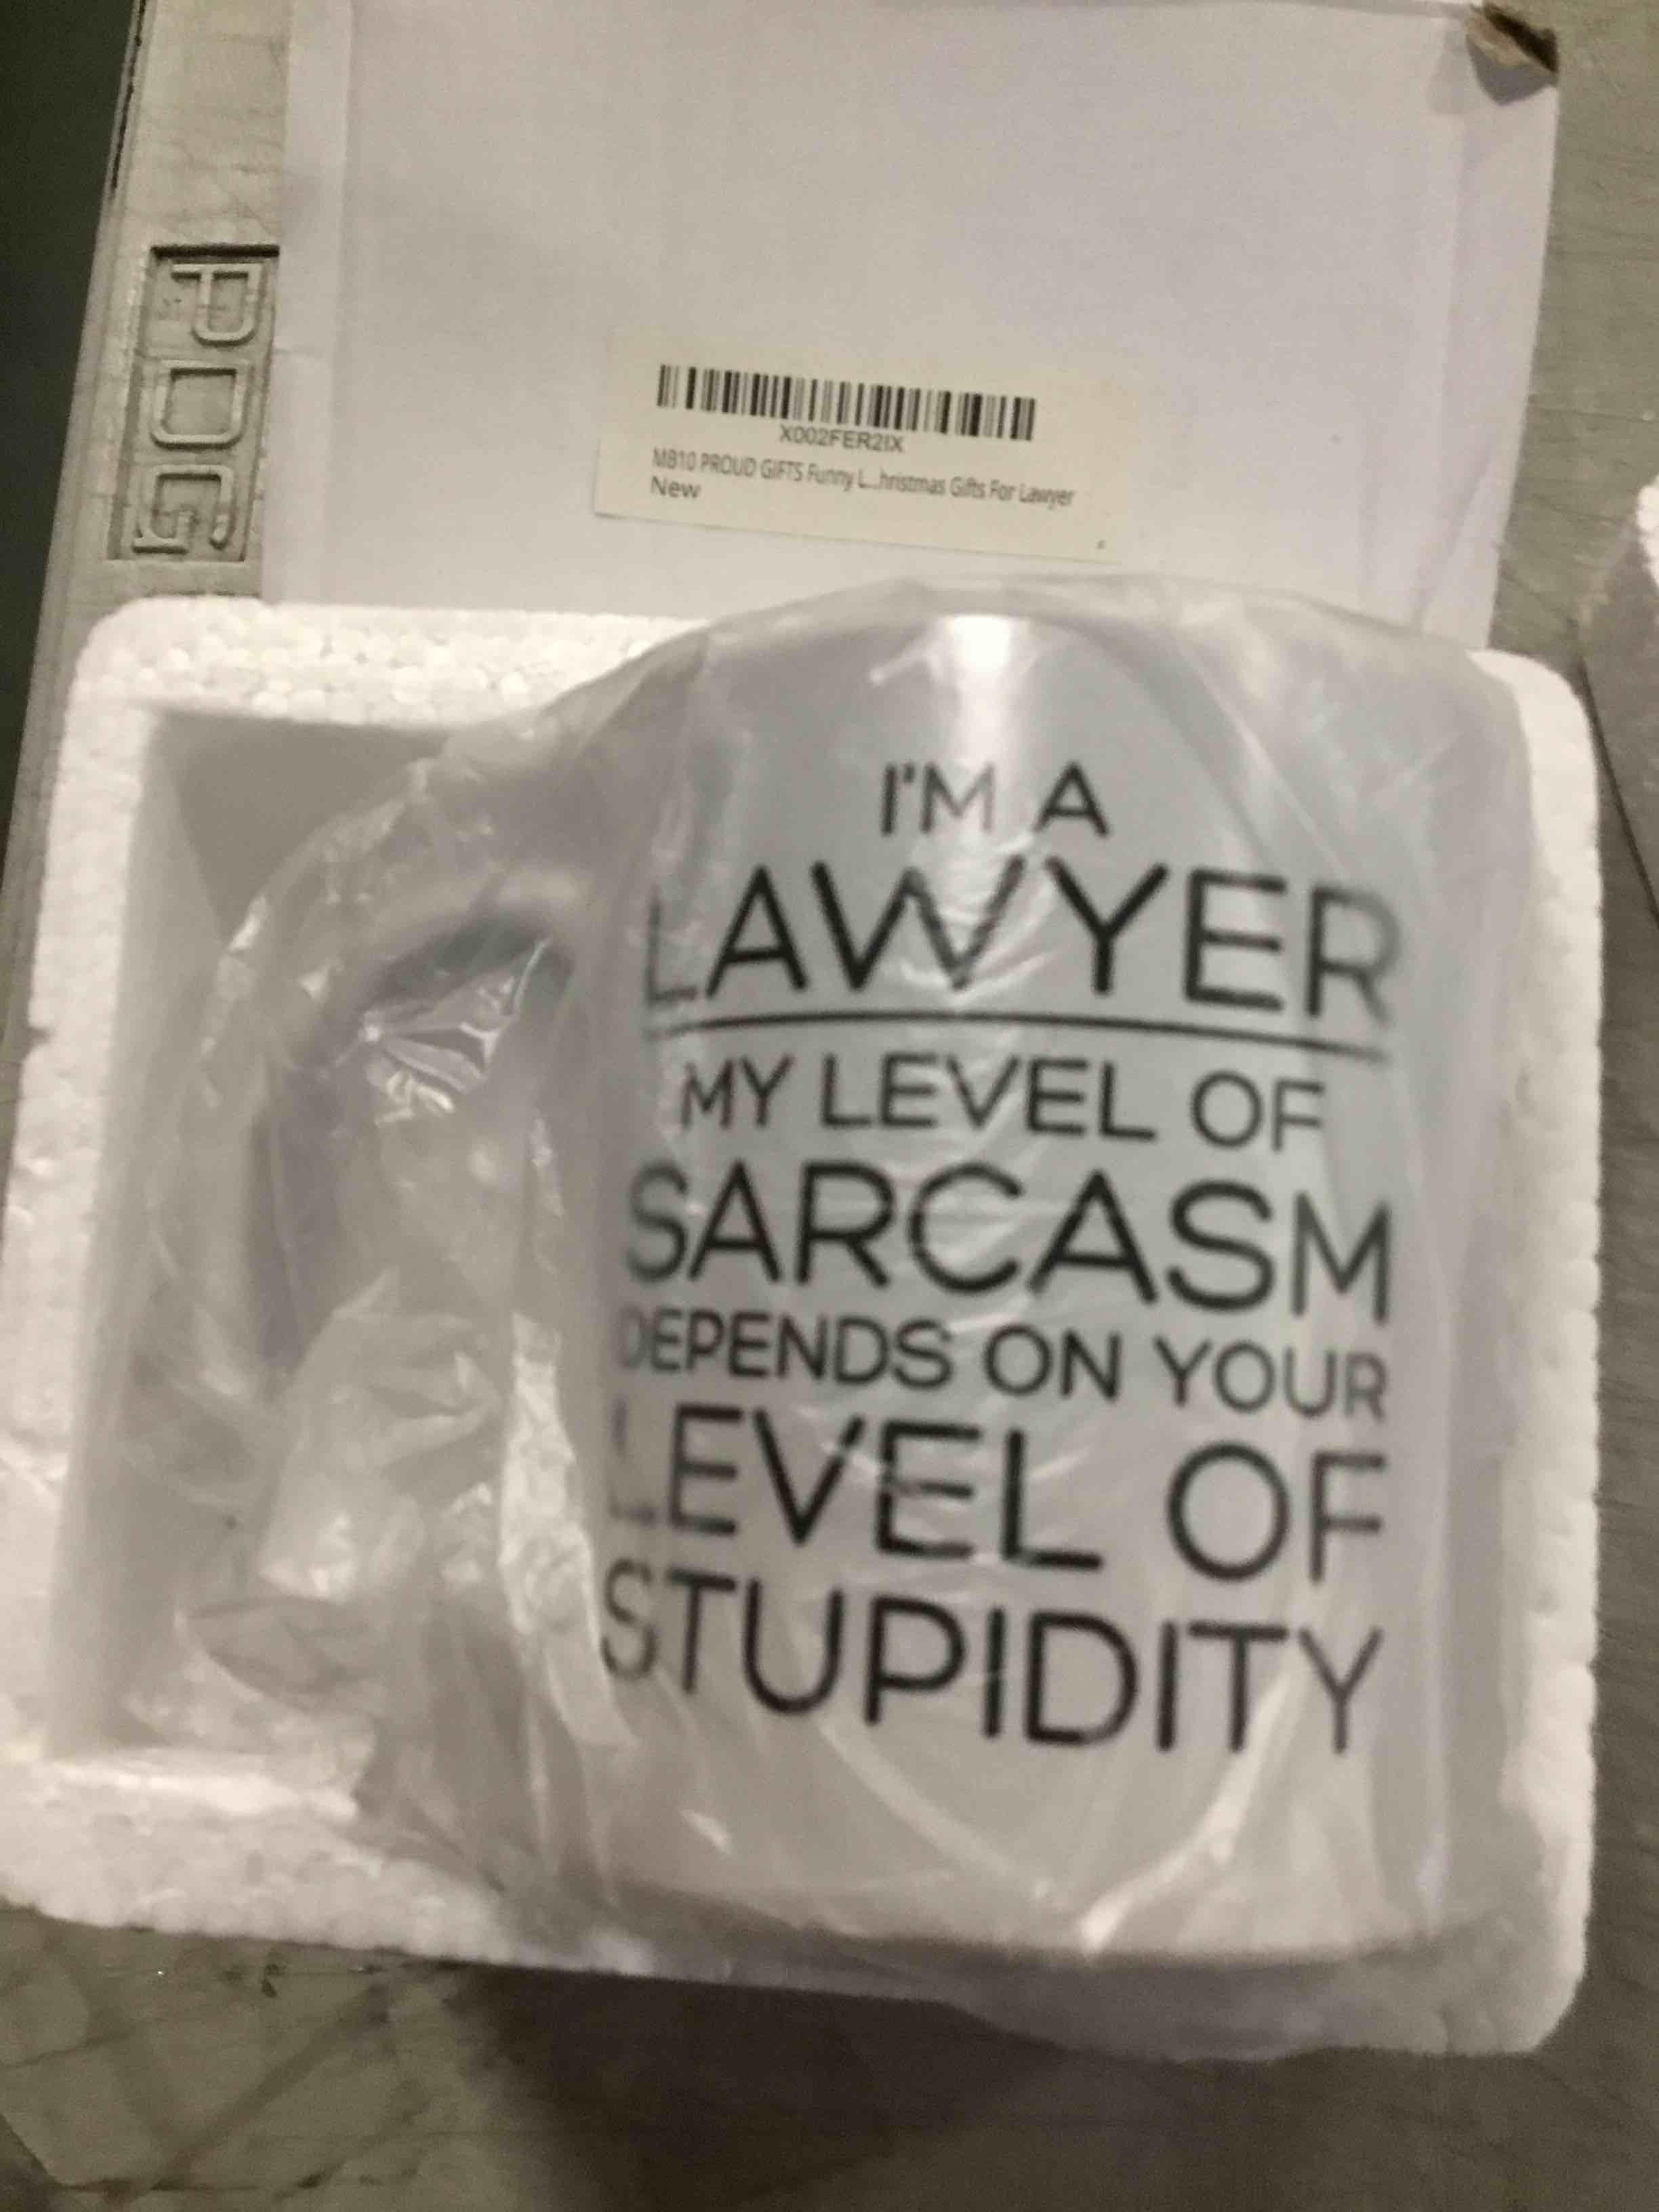 PDG
X002FER2IX
MB10 PROUD GIFTS Funny L...hristmas Gifts For Lawyer
New
I'M A
LAWYER
MY LEVEL OF
SARCASM
DEPENDS ON YOUR
LEVEL OF
STUPIDITY